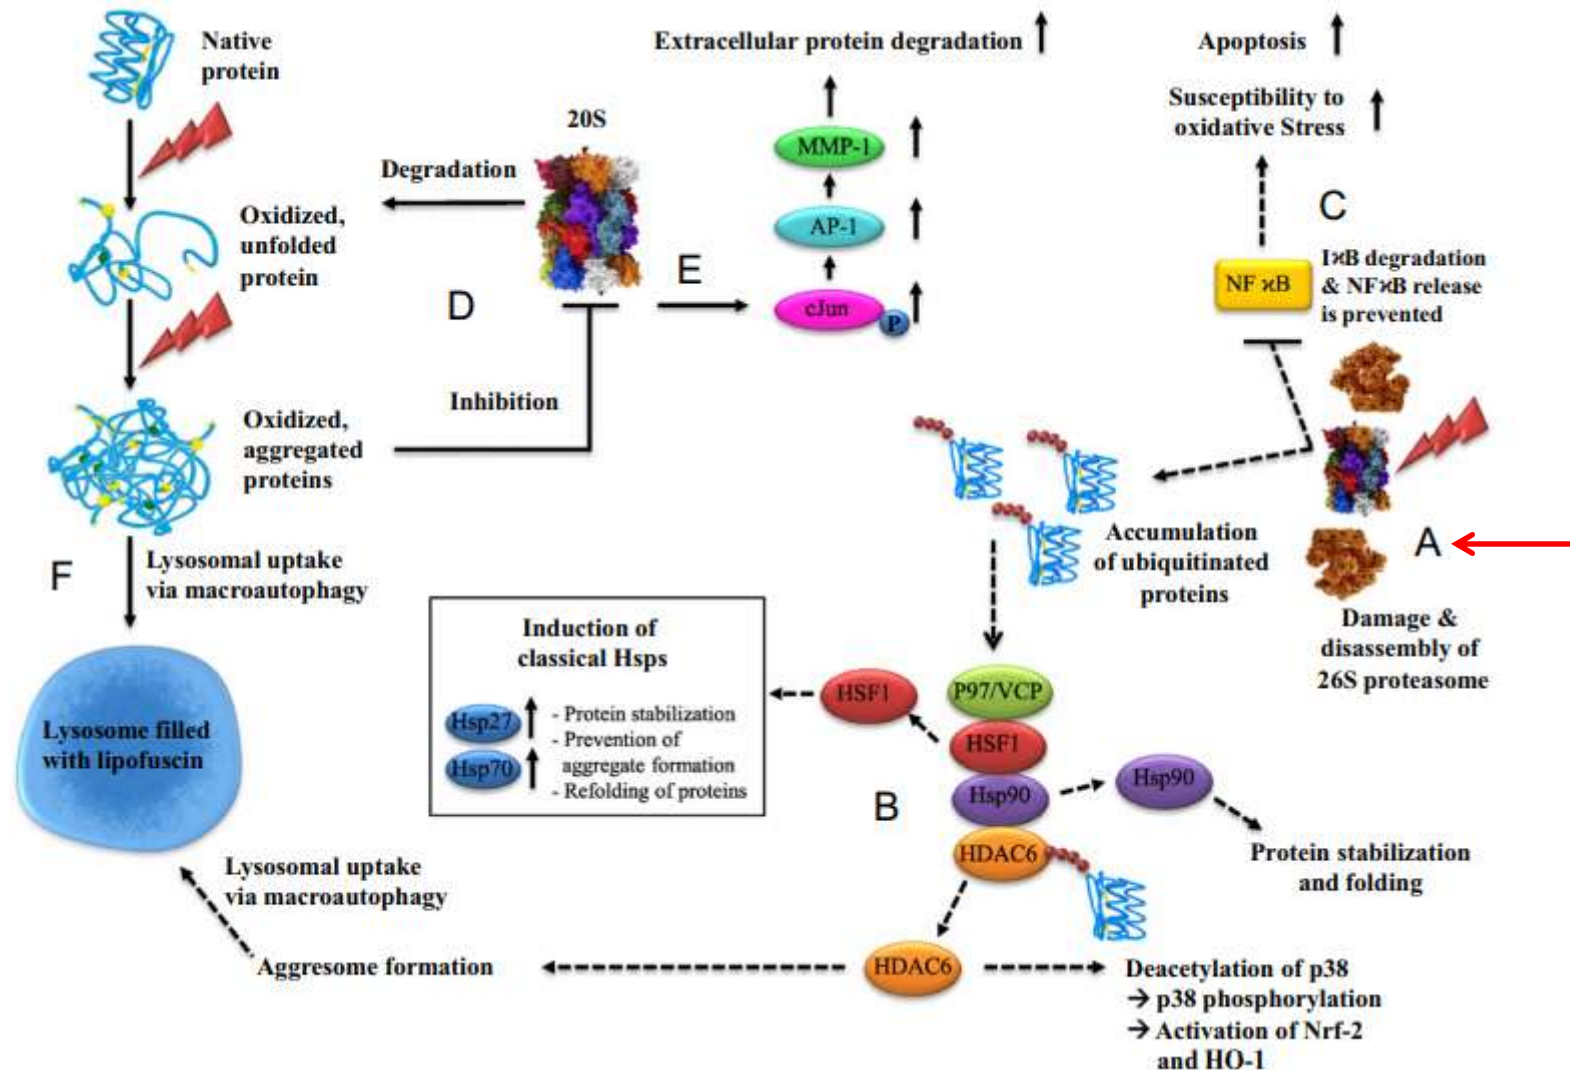 Native
protein
Oxidized,
unfolded
protein
Oxidized,
aggregated
proteins
F
Lysosomal uptake
via macroautophagy
Lysosome filled
with lipofuscin
Lysosomal uptake
via macroautophagy
Aggresome formation
Degradation
20S
D
Inhibition
E
Extracellular protein degradation
MMP-1
AP-1
cJun
P
Apoptosis
Susceptibility to
oxidative Stress
C
NF ϰB
IϰB degradation
& NFϰB release
is prevented
A
Damage &
disassembly of
26S proteasome
Accumulation
of ubiquitinated
proteins
Induction of
classical Hsps
Hsp27
Hsp70
- Protein stabilization
- Prevention of
aggregate formation
- Refolding of proteins
HSF1
P97/VCP
HSF1
Hsp90
HDAC6
B
Hsp90
Protein stabilization
and folding
HDAC6
Deacetylation of p38
→ p38 phosphorylation
→ Activation of Nrf-2
and HO-1